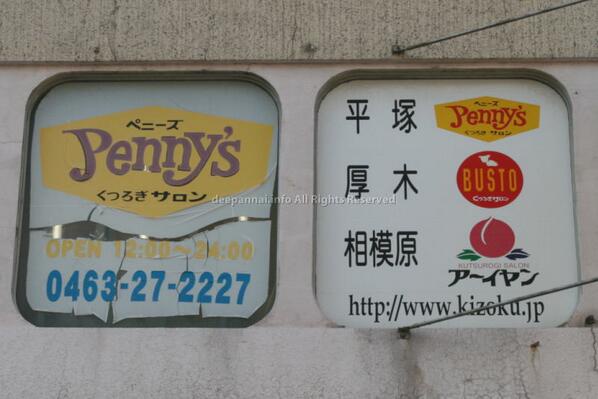 ペニーズ
Penny's
くつろぎサロン
OPEN 12:00〜24:00
0463-27-2227
平塚
ペニーズ
Penny's
くつろぎサロン
厚木
BUSTO
くつろぎサロン
相模原
KUTSUROGI SALON
アーイヤン
http://www.kizoku.jp
deepannai.info All Rights Reserved